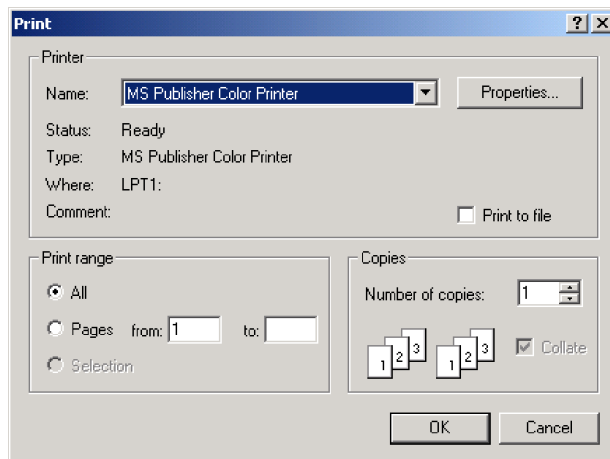 Print
Printer
Name: MS Publisher Color Printer Properties...
Status: Ready
Type: MS Publisher Color Printer
Where: LPT1:
Comment: Print to file
Print range
All
Pages from: 1 to:
Selection
Copies
Number of copies: 1
1 2 3 1 2 3 Collate
OK Cancel